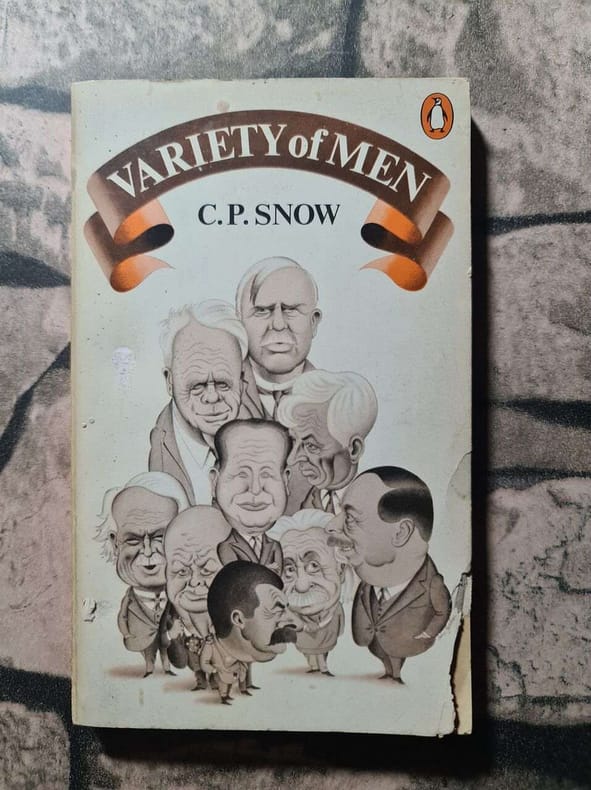 VARIETY of MEN
C.P. SNOW